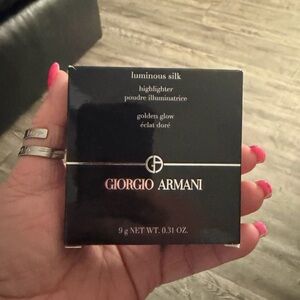 luminous silk
highlighter
poudre illuminatrice
golden glow
éclat doré
GIORGIO ARMANI
9 g NET WT. 0.31 OZ.